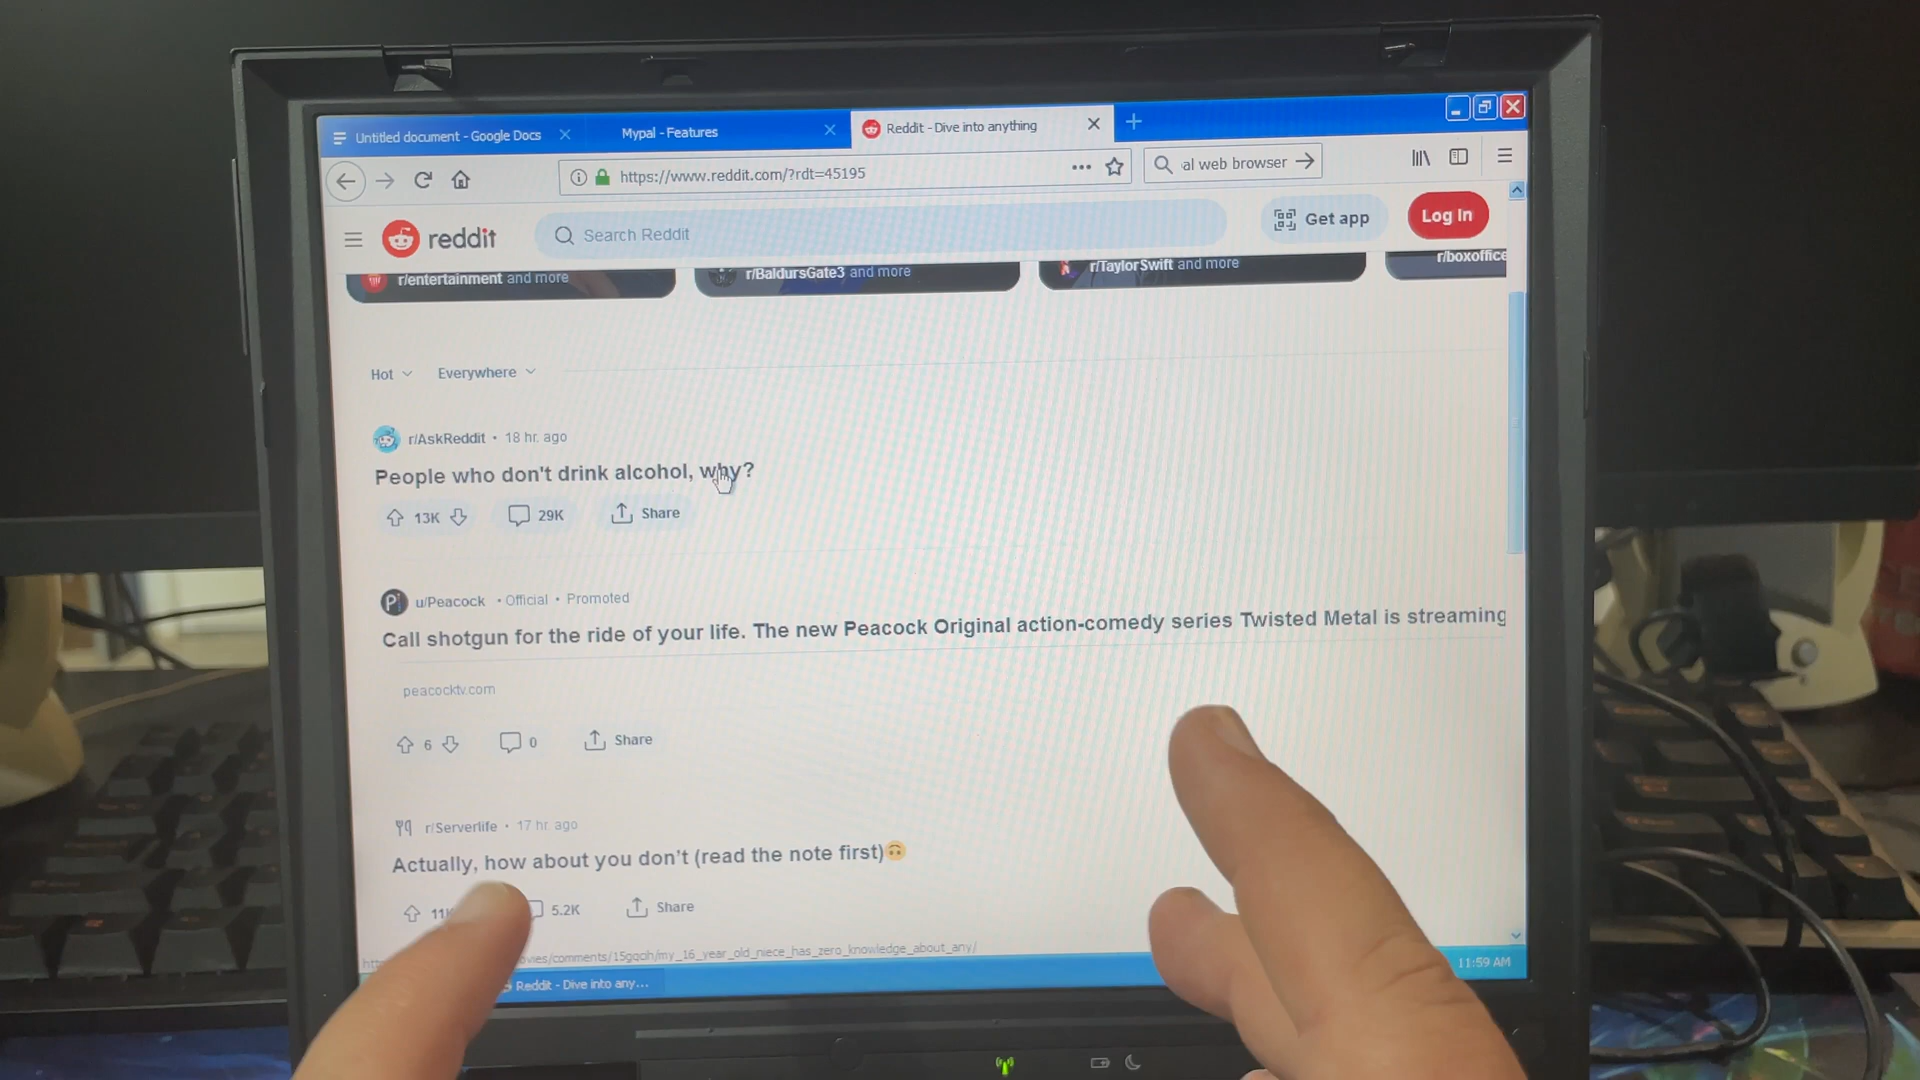 Untitled document - Google Docs
Mypal - Features
Reddit - Dive into anything
https://www.reddit.com/?rdt=45195
al web browser
reddit
Search Reddit
Get app
Log In
r/entertainment and more
r/BaldursGate3 and more
r/TaylorSwift and more
r/boxoffice
Hot
Everywhere
r/AskReddit • 18 hr. ago
People who don't drink alcohol, why?
13K
29K
Share
u/Peacock • Official • Promoted
Call shotgun for the ride of your life. The new Peacock Original action-comedy series Twisted Metal is streaming
peacocktv.com
6
0
Share
r/Serverlife • 17 hr. ago
Actually, how about you don't (read the note first)🙃
5.2K
Share
Reddit - Dive into any...
11:59 AM